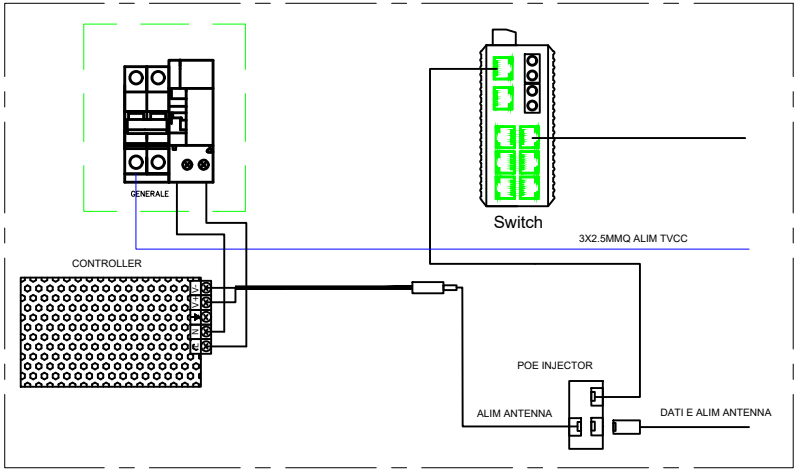 GENERALE
Switch
3X2.5MMQ ALIM TVCC
CONTROLLER
V-
V+
N
L
POE INJECTOR
ALIM ANTENNA
DATI E ALIM ANTENNA